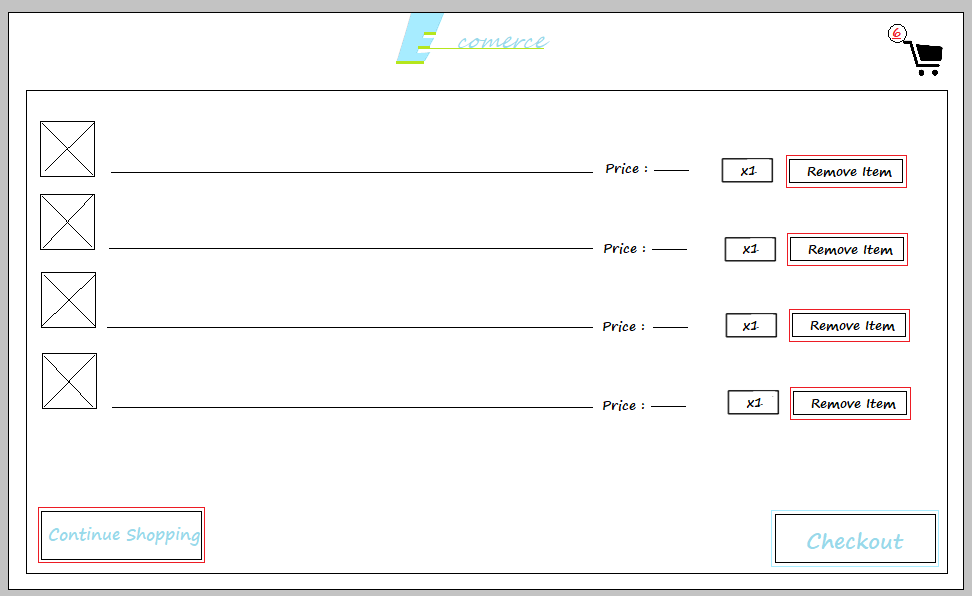 E comerce
6
Price : x1 Remove Item
Price : x1 Remove Item
Price : x1 Remove Item
Price : x1 Remove Item
Continue Shopping
Checkout